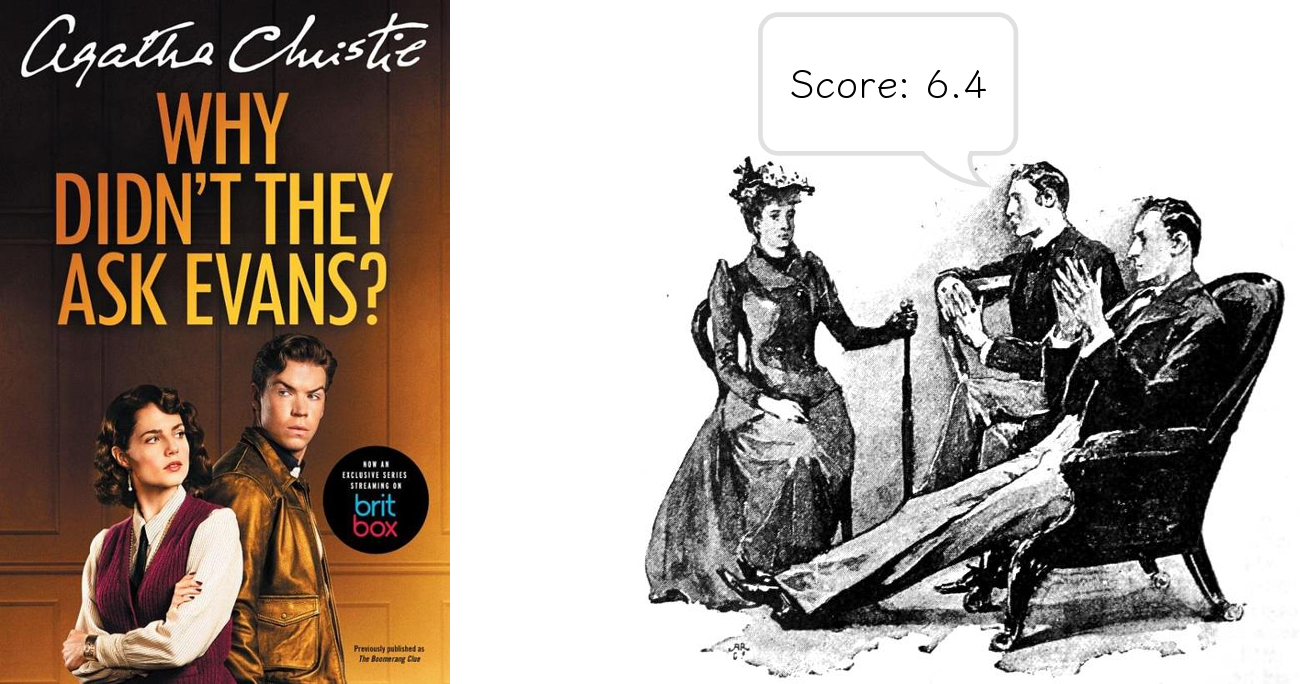 Agatha Christie
WHY
DIDN'T THEY
ASK EVANS?
NOW AN
EXCLUSIVE SERIES
STREAMING ON
brit
box
Previously published as
The Boomerang Clue
Score: 6.4